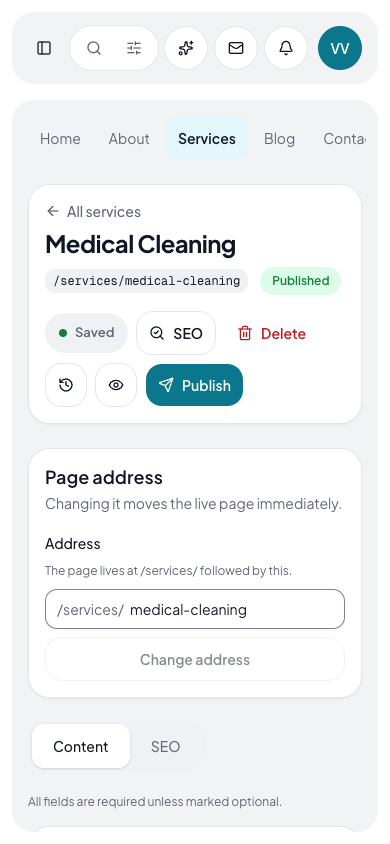 VV
Home About Services Blog Contac
All services
Medical Cleaning
/services/medical-cleaning Published
Saved SEO Delete
Publish
Page address
Changing it moves the live page immediately.
Address
The page lives at /services/ followed by this.
/services/ medical-cleaning
Change address
Content SEO
All fields are required unless marked optional.